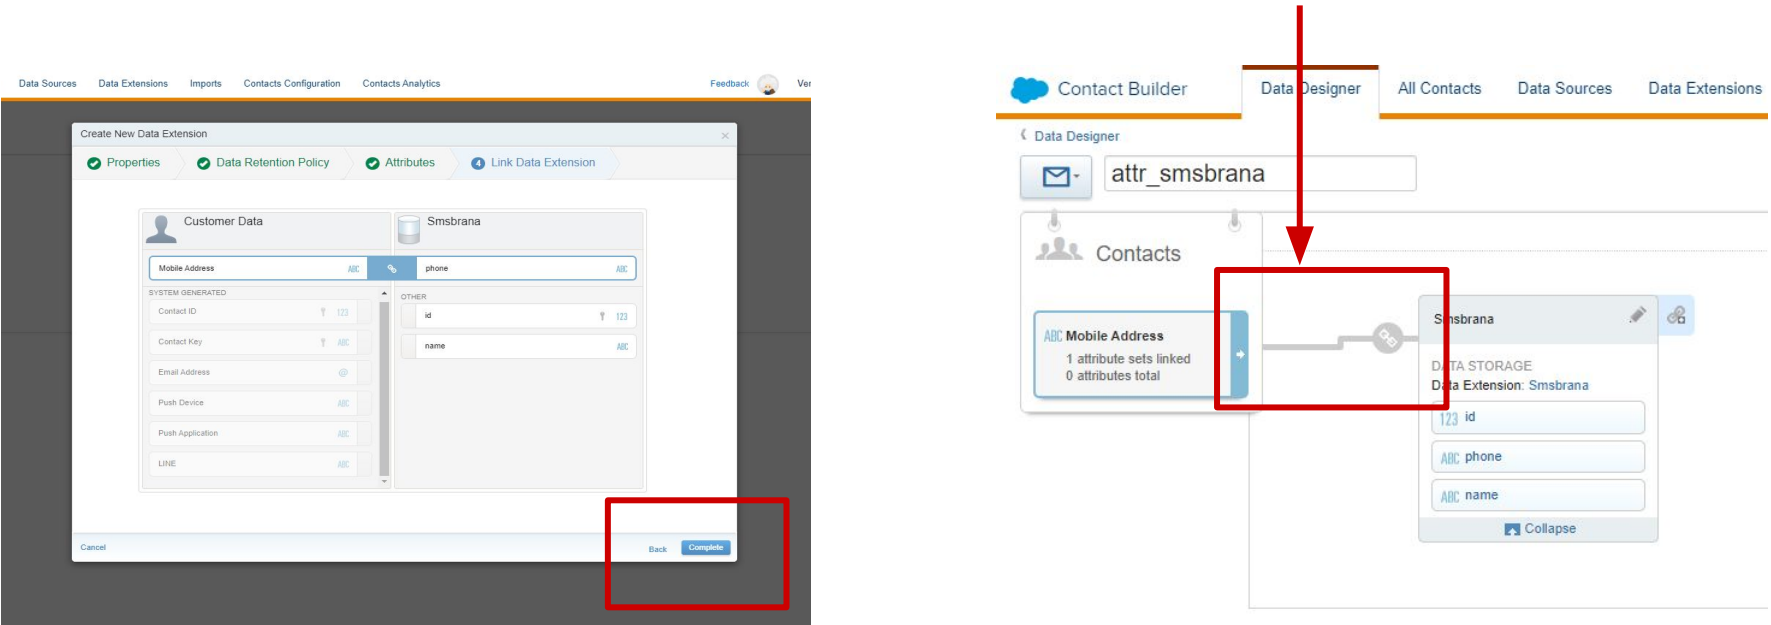 Data Sources Data Extensions Imports Contacts Configuration Contacts Analytics Feedback Ver
Create New Data Extension
Properties Data Retention Policy Attributes 4 Link Data Extension
Customer Data Smsbrana
Mobile Address ABC phone ABC
SYSTEM GENERATED
OTHER
Contact ID 123
id 123
Contact Key ABC
name ABC
Email Address @
Push Device ABC
Push Application ABC
LINE ABC
Cancel Back Complete
Contact Builder Data Designer All Contacts Data Sources Data Extensions
Data Designer
attr_smsbrana
Contacts
ABC Mobile Address
1 attribute sets linked
0 attributes total
Smsbrana
DATA STORAGE
Data Extension: Smsbrana
123 id
ABC phone
ABC name
Collapse